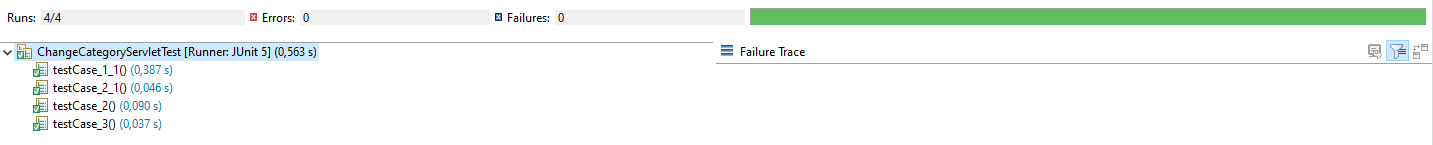 Runs: 4/4 Errors: 0 Failures: 0
ChangeCategoryServletTest [Runner: JUnit 5] (0,563 s)
Failure Trace
testCase_1_1() (0,387 s)
testCase_2_1() (0,046 s)
testCase_2() (0,090 s)
testCase_3() (0,037 s)